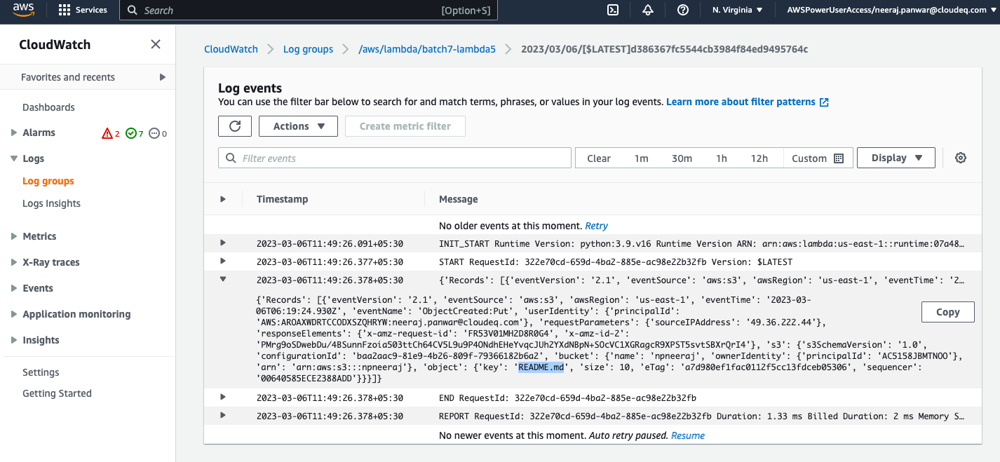 aws
Services
Search
[Option+S]
N. Virginia
AWSPowerUserAccess/neeraj.panwar@cloudeq.com
CloudWatch
Favorites and recents
Dashboards
Alarms
2
7
0
Logs
Log groups
Logs Insights
Metrics
X-Ray traces
Events
Application monitoring
Insights
Settings
Getting Started
CloudWatch
Log groups
/aws/lambda/batch7-lambda5
2023/03/06/[$LATEST]d386367fc5544cb3984f84ed9495764c
Log events
You can use the filter bar below to search for and match terms, phrases, or values in your log events. Learn more about filter patterns
Actions
Create metric filter
Filter events
Clear
1m
30m
1h
12h
Custom
Display
Timestamp
Message
No older events at this moment. Retry
2023-03-06T11:49:26.091+05:30 INIT_START Runtime Version: python:3.9.v16 Runtime Version ARN: arn:aws:lambda:us-east-1::runtime:07a48…
2023-03-06T11:49:26.377+05:30 START RequestId: 322e70cd-659d-4ba2-885e-ac98e22b32fb Version: $LATEST
2023-03-06T11:49:26.378+05:30 {'Records': [{'eventVersion': '2.1', 'eventSource': 'aws:s3', 'awsRegion': 'us-east-1', 'eventTime': '2…
{'Records': [{'eventVersion': '2.1', 'eventSource': 'aws:s3', 'awsRegion': 'us-east-1', 'eventTime': '2023-03-
06T06:19:24.930Z', 'eventName': 'ObjectCreated:Put', 'userIdentity': {'principalId':
'AWS:AROAXWDRTCCODXSZQHRYW:neeraj.panwar@cloudeq.com'}, 'requestParameters': {'sourceIPAddress': '49.36.222.44'},
'responseElements': {'x-amz-request-id': 'FR53V01MH2D8R0G4', 'x-amz-id-2':
'PMrg9oSDwebDu/4BSunnFzoia503ttCh64CV5L9u9P4ONdhEHeYvqcJUhZYXdNBpN+SOcVC1XGRagcR9XPST5svtSBXrQrI4'}, 's3': {'s3SchemaVersion': '1.0',
'configurationId': 'baa2aac9-81e9-4b26-809f-79366182b6a2', 'bucket': {'name': 'npneeraj', 'ownerIdentity': {'principalId': 'AC5158JBMTNOO'},
'arn': 'arn:aws:s3:::npneeraj'}, 'object': {'key': 'README.md', 'size': 10, 'eTag': 'a7d980ef1fac0112f5cc13fdceb05306', 'sequencer':
'00640585ECE2388ADD'}}}]}
Copy
2023-03-06T11:49:26.378+05:30 END RequestId: 322e70cd-659d-4ba2-885e-ac98e22b32fb
2023-03-06T11:49:26.378+05:30 REPORT RequestId: 322e70cd-659d-4ba2-885e-ac98e22b32fb Duration: 1.33 ms Billed Duration: 2 ms Memory S…
No newer events at this moment. Auto retry paused. Resume